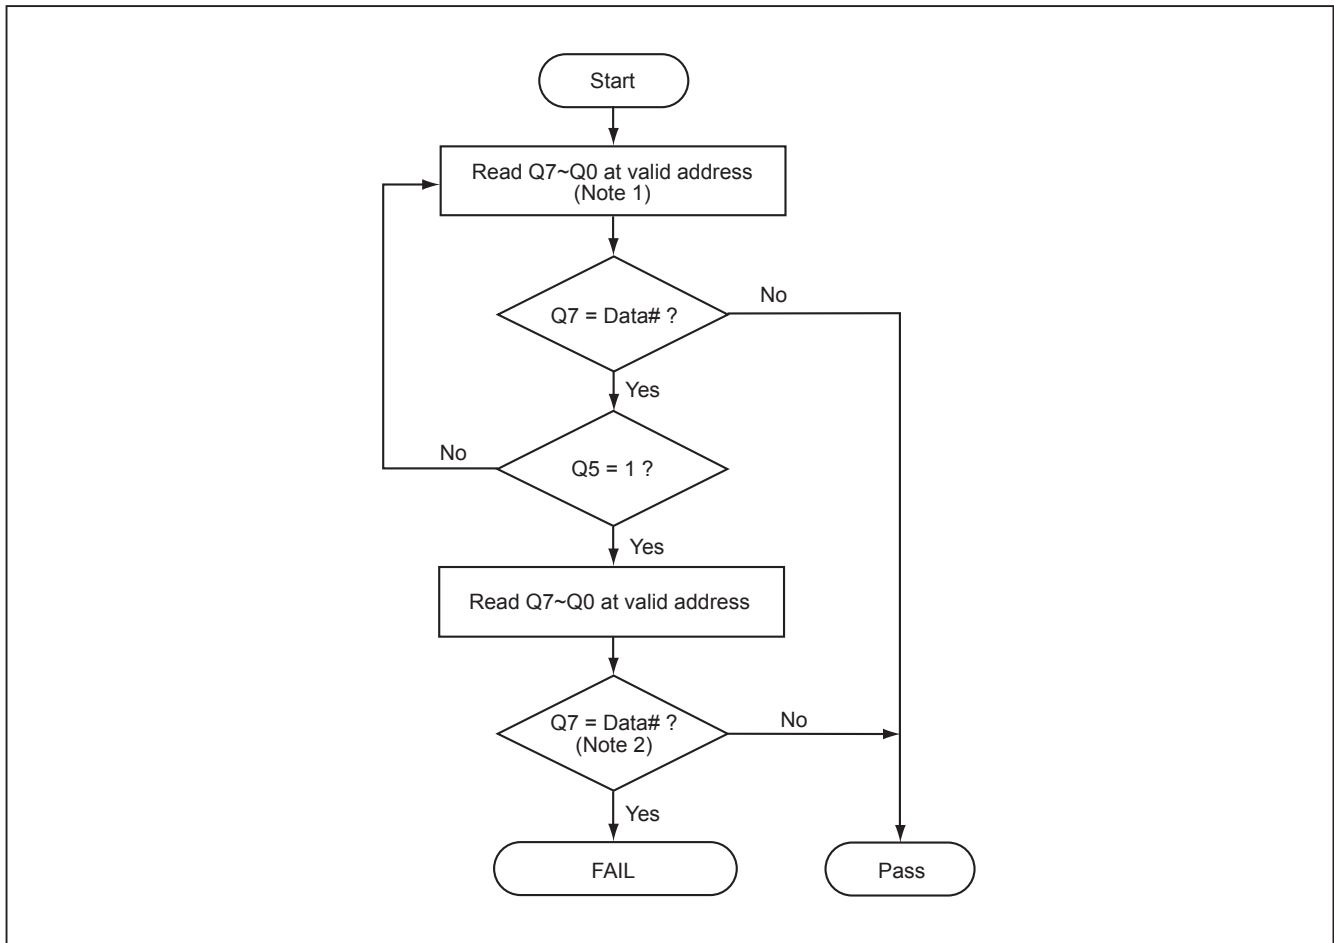 Start
Read Q7~Q0 at valid address
(Note 1)
Q7 = Data# ?
No
Yes
No
Q5 = 1 ?
Yes
Read Q7~Q0 at valid address
Q7 = Data# ?
(Note 2)
No
Yes
FAIL
Pass